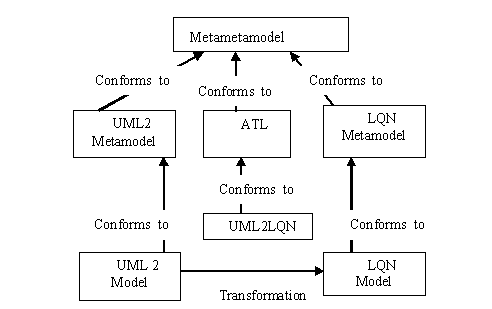 Metametamodel
Conforms to
Conforms to
Conforms to
UML2
Metamodel
ATL
LQN
Metamodel
Conforms to
UML2LQN
Conforms to
Conforms to
UML 2
Model
LQN
Model
Transformation